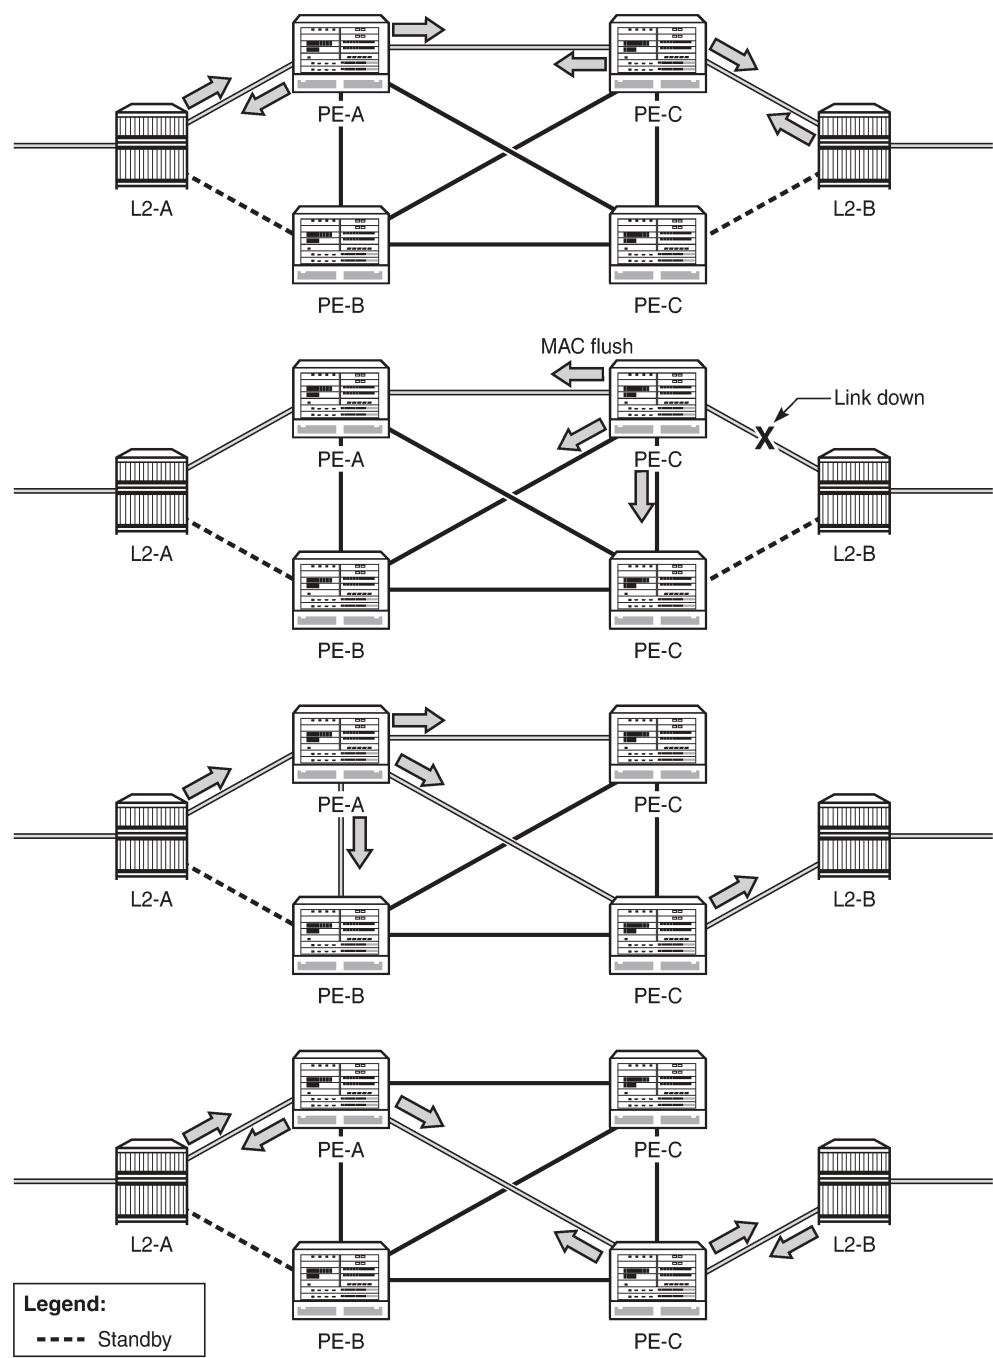 PE-A
PE-C
L2-A
L2-B
PE-B
PE-C
MAC flush
Link down
PE-A
PE-C
L2-A
L2-B
PE-B
PE-C
PE-A
PE-C
L2-A
L2-B
PE-B
PE-C
PE-A
PE-C
L2-A
L2-B
PE-B
PE-C
Legend:
Standby